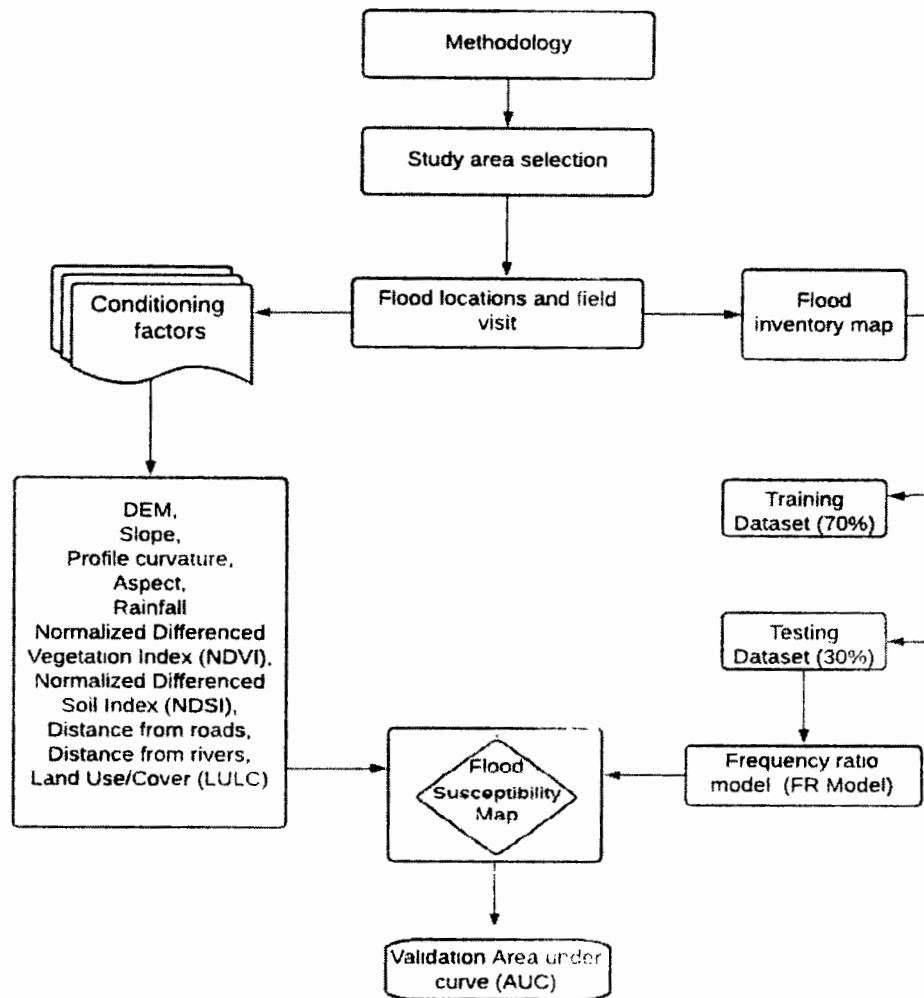 Methodology
Study area selection
Flood locations and field
visit
Conditioning
factors
Flood
inventory map
DEM,
Slope,
Profile curvature,
Aspect,
Rainfall
Normalized Differenced
Vegetation Index (NDVI),
Normalized Differenced
Soil Index (NDSI),
Distance from roads,
Distance from rivers,
Land Use/Cover (LULC)
Training
Dataset (70%)
Testing
Dataset (30%)
Frequency ratio
model (FR Model)
Flood
Susceptibility
Map
Validation Area under
curve (AUC)